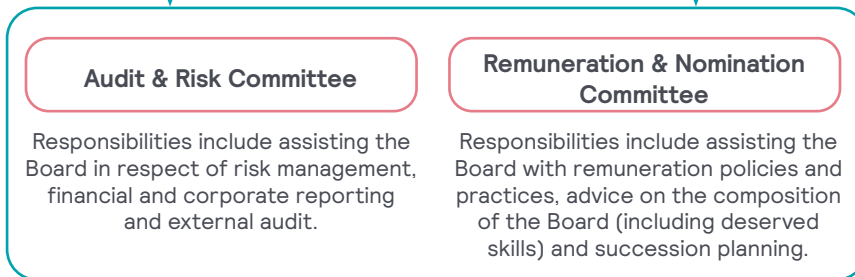 Audit & Risk Committee
Responsibilities include assisting the
Board in respect of risk management,
financial and corporate reporting
and external audit.
Remuneration & Nomination
Committee
Responsibilities include assisting the
Board with remuneration policies and
practices, advice on the composition
of the Board (including deserved
skills) and succession planning.